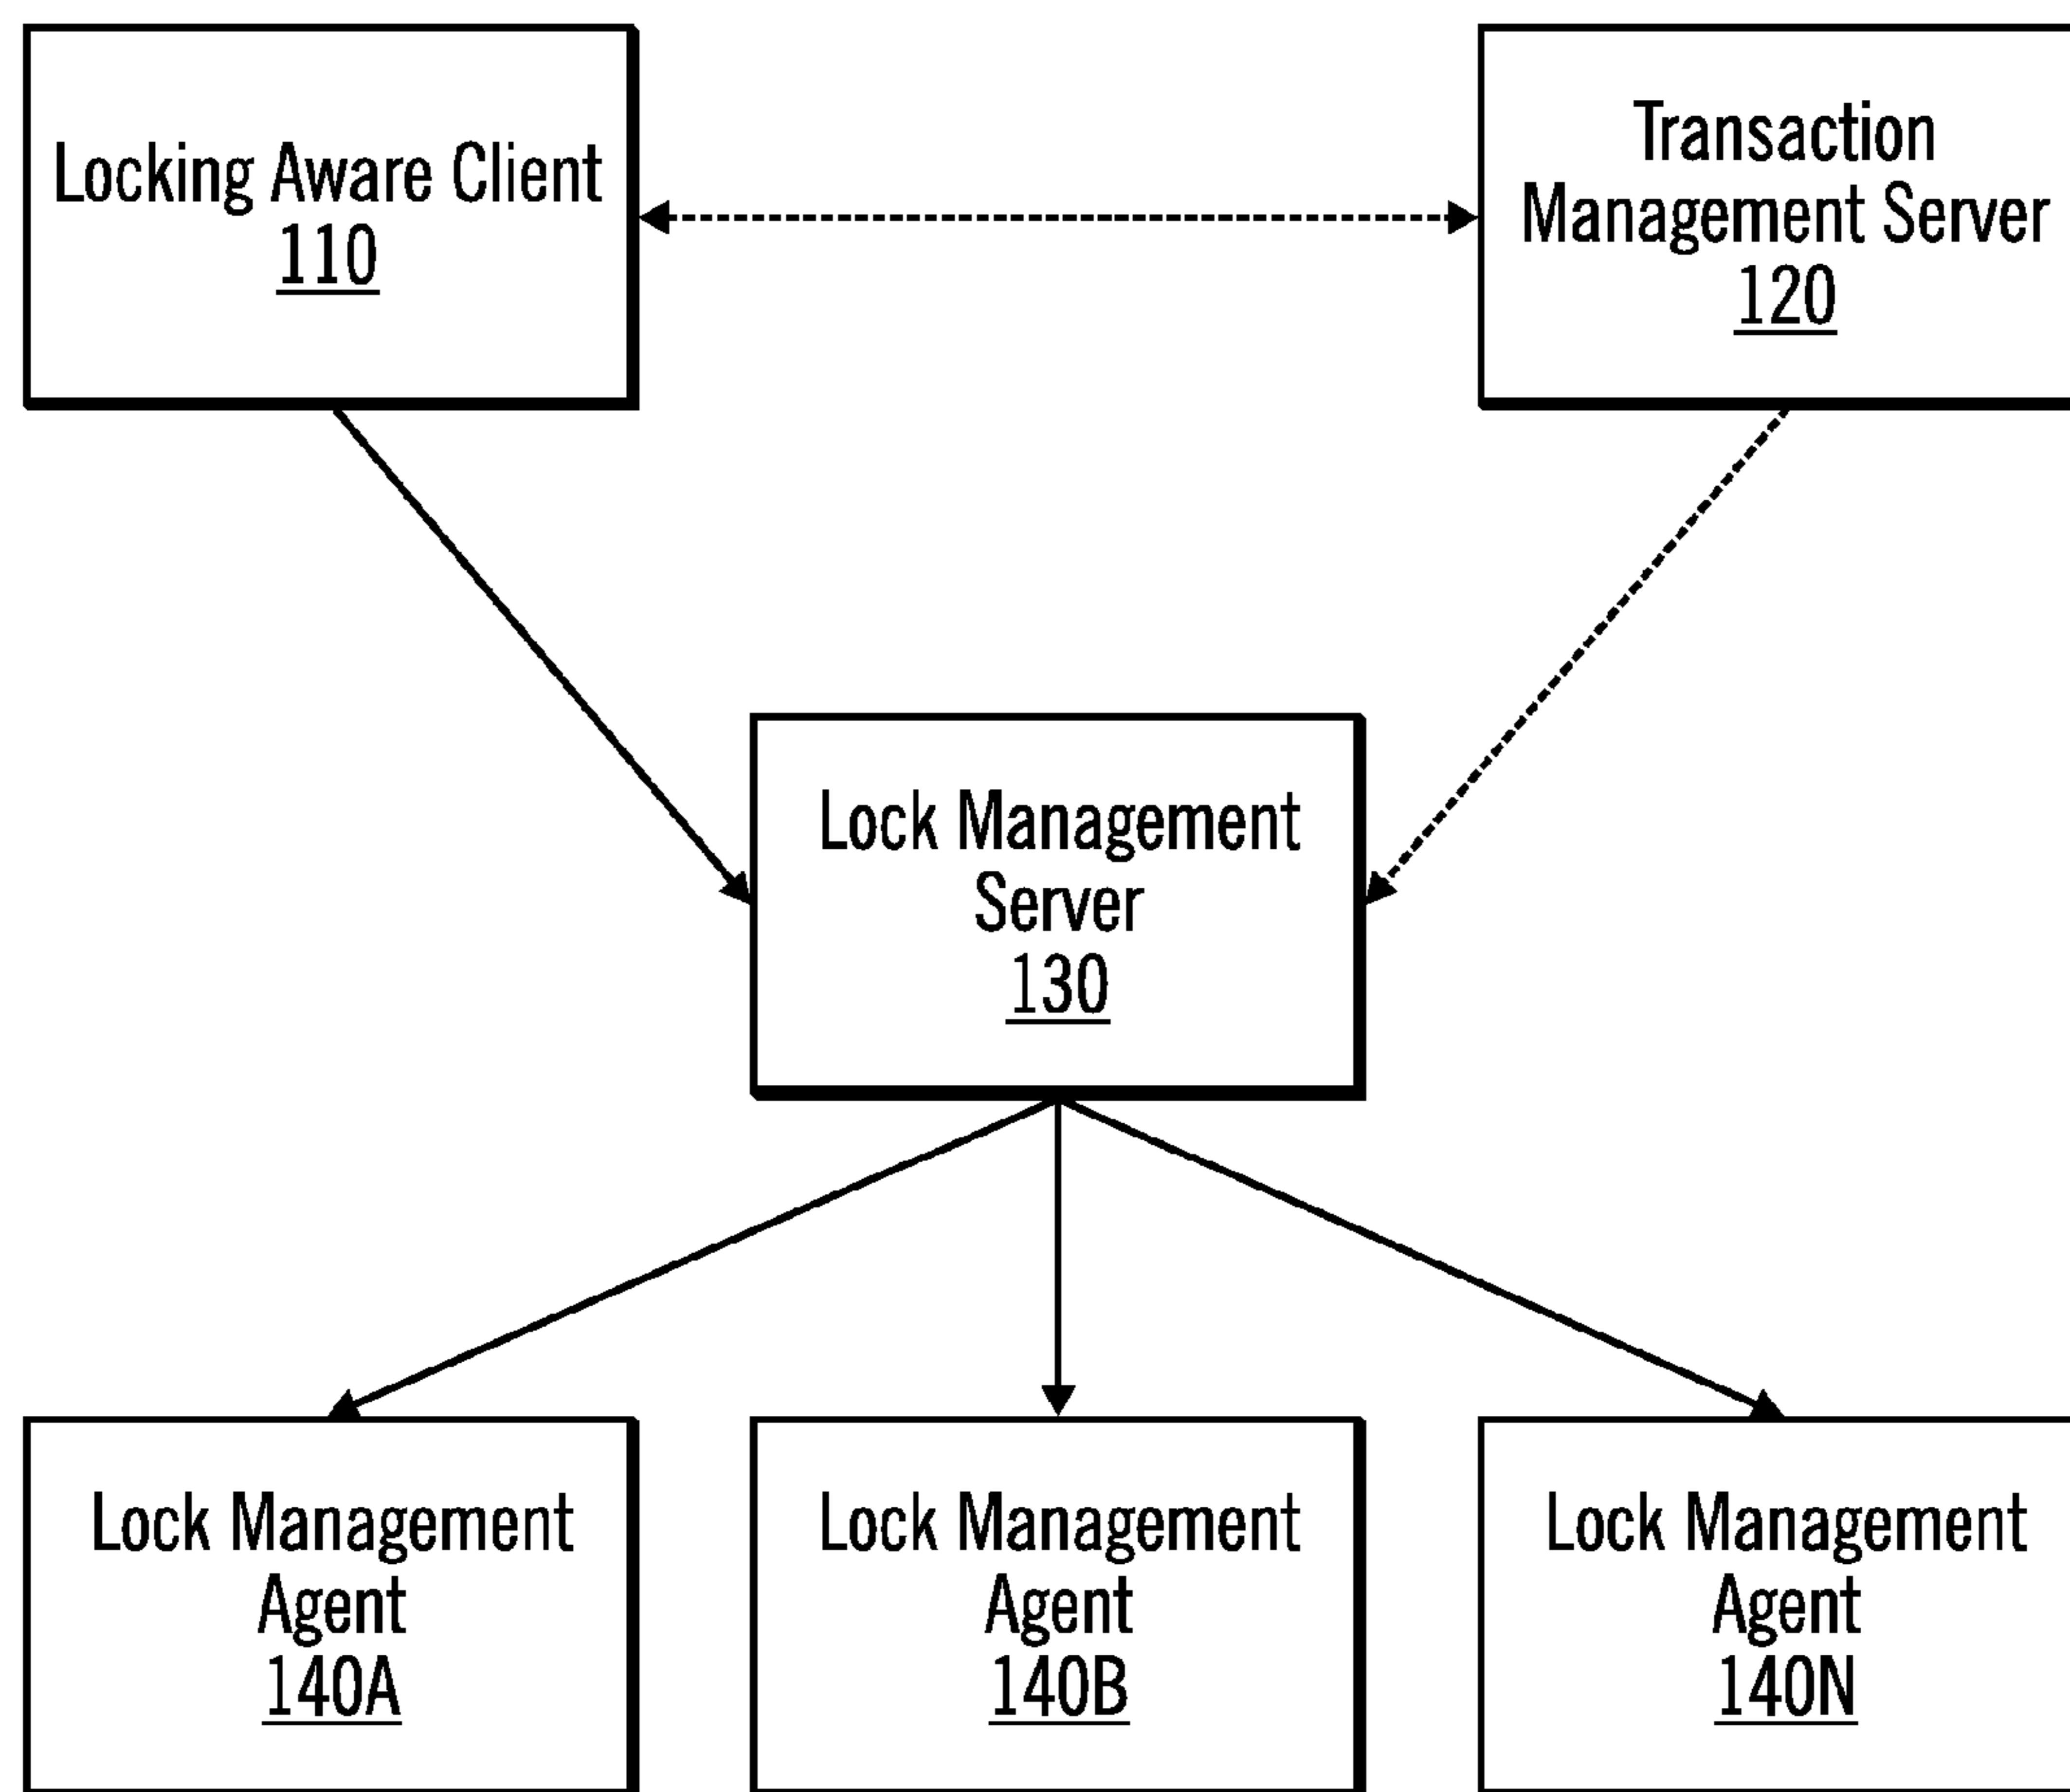 Locking Aware Client
110
Transaction
Management Server
120
Lock Management
Server
130
Lock Management
Agent
140A
Lock Management
Agent
140B
Lock Management
Agent
140N